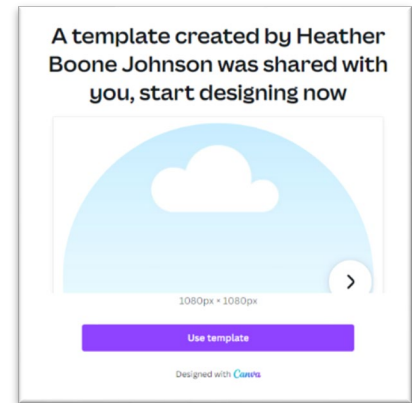 A template created by Heather
Boone Johnson was shared with
you, start designing now
1080px • 1080px
Use template
Designed with Canva